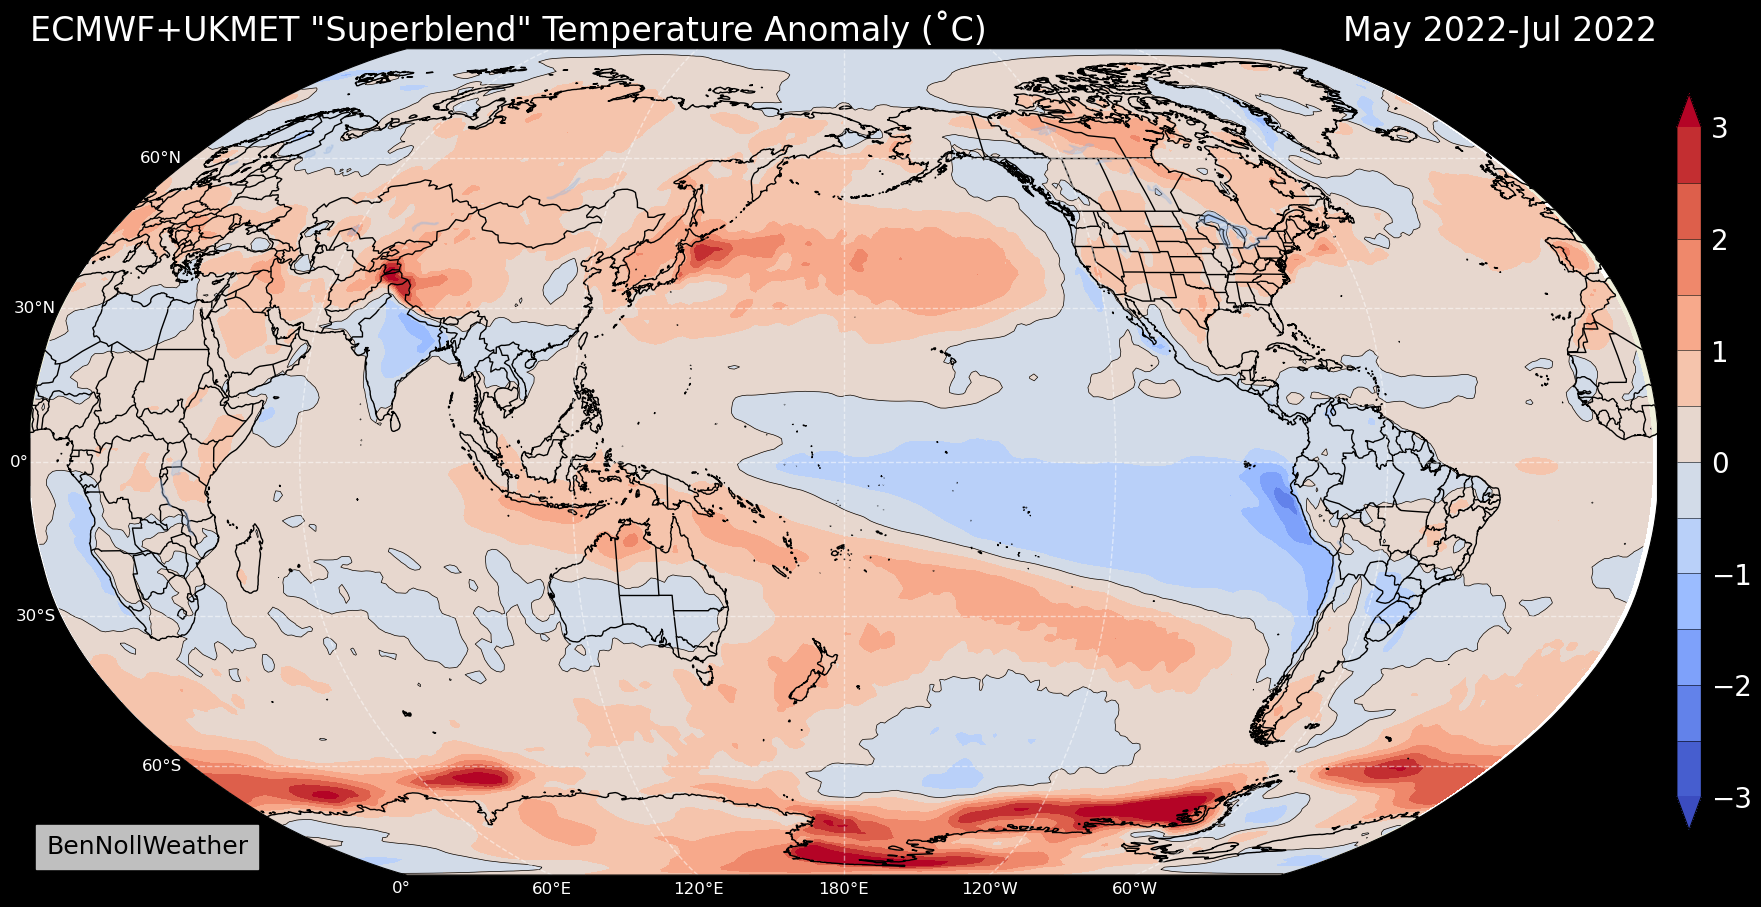 ECMWF+UKMET "Superblend" Temperature Anomaly (˚C)
May 2022-Jul 2022
3
2
1
0
−1
−2
−3
60°N
30°N
0°
30°S
60°S
BenNollWeather
0°
60°E
120°E
180°E
120°W
60°W